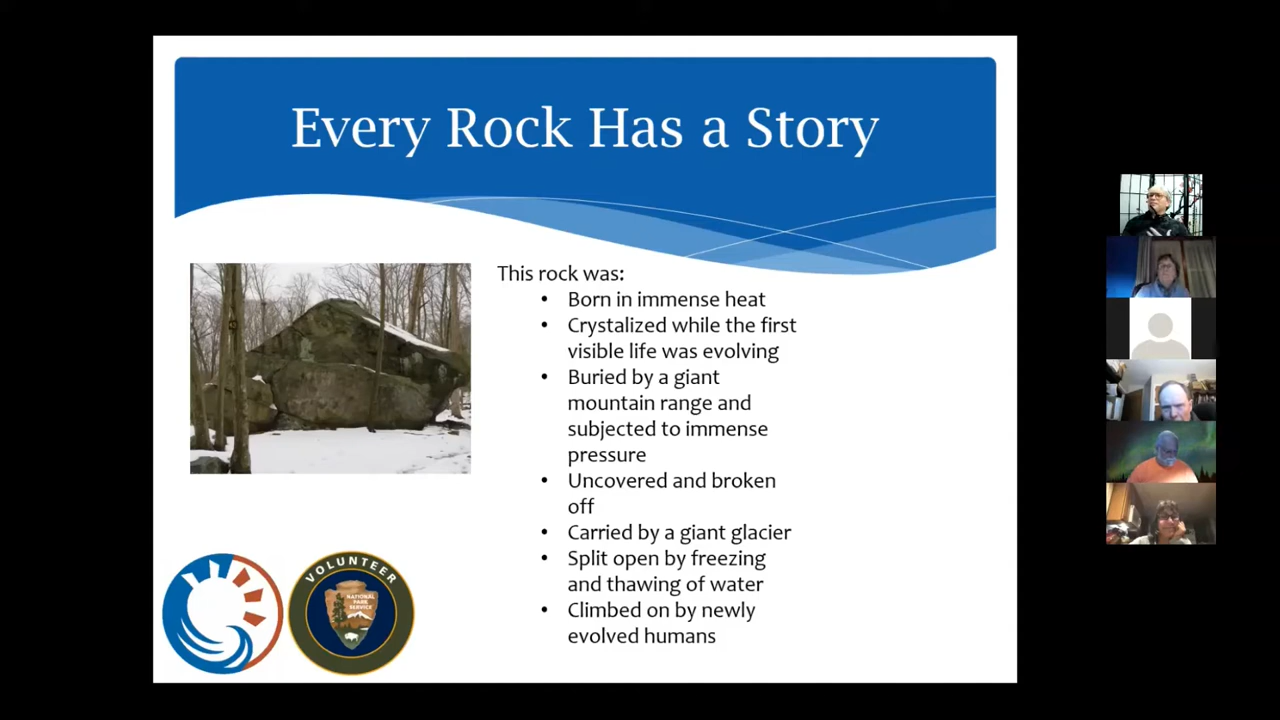 Every Rock Has a Story
This rock was:
• Born in immense heat
• Crystalized while the first
visible life was evolving
• Buried by a giant
mountain range and
subjected to immense
pressure
• Uncovered and broken
off
• Carried by a giant glacier
• Split open by freezing
and thawing of water
• Climbed on by newly
evolved humans
VOLUNTEER
NATIONAL
PARK
SERVICE